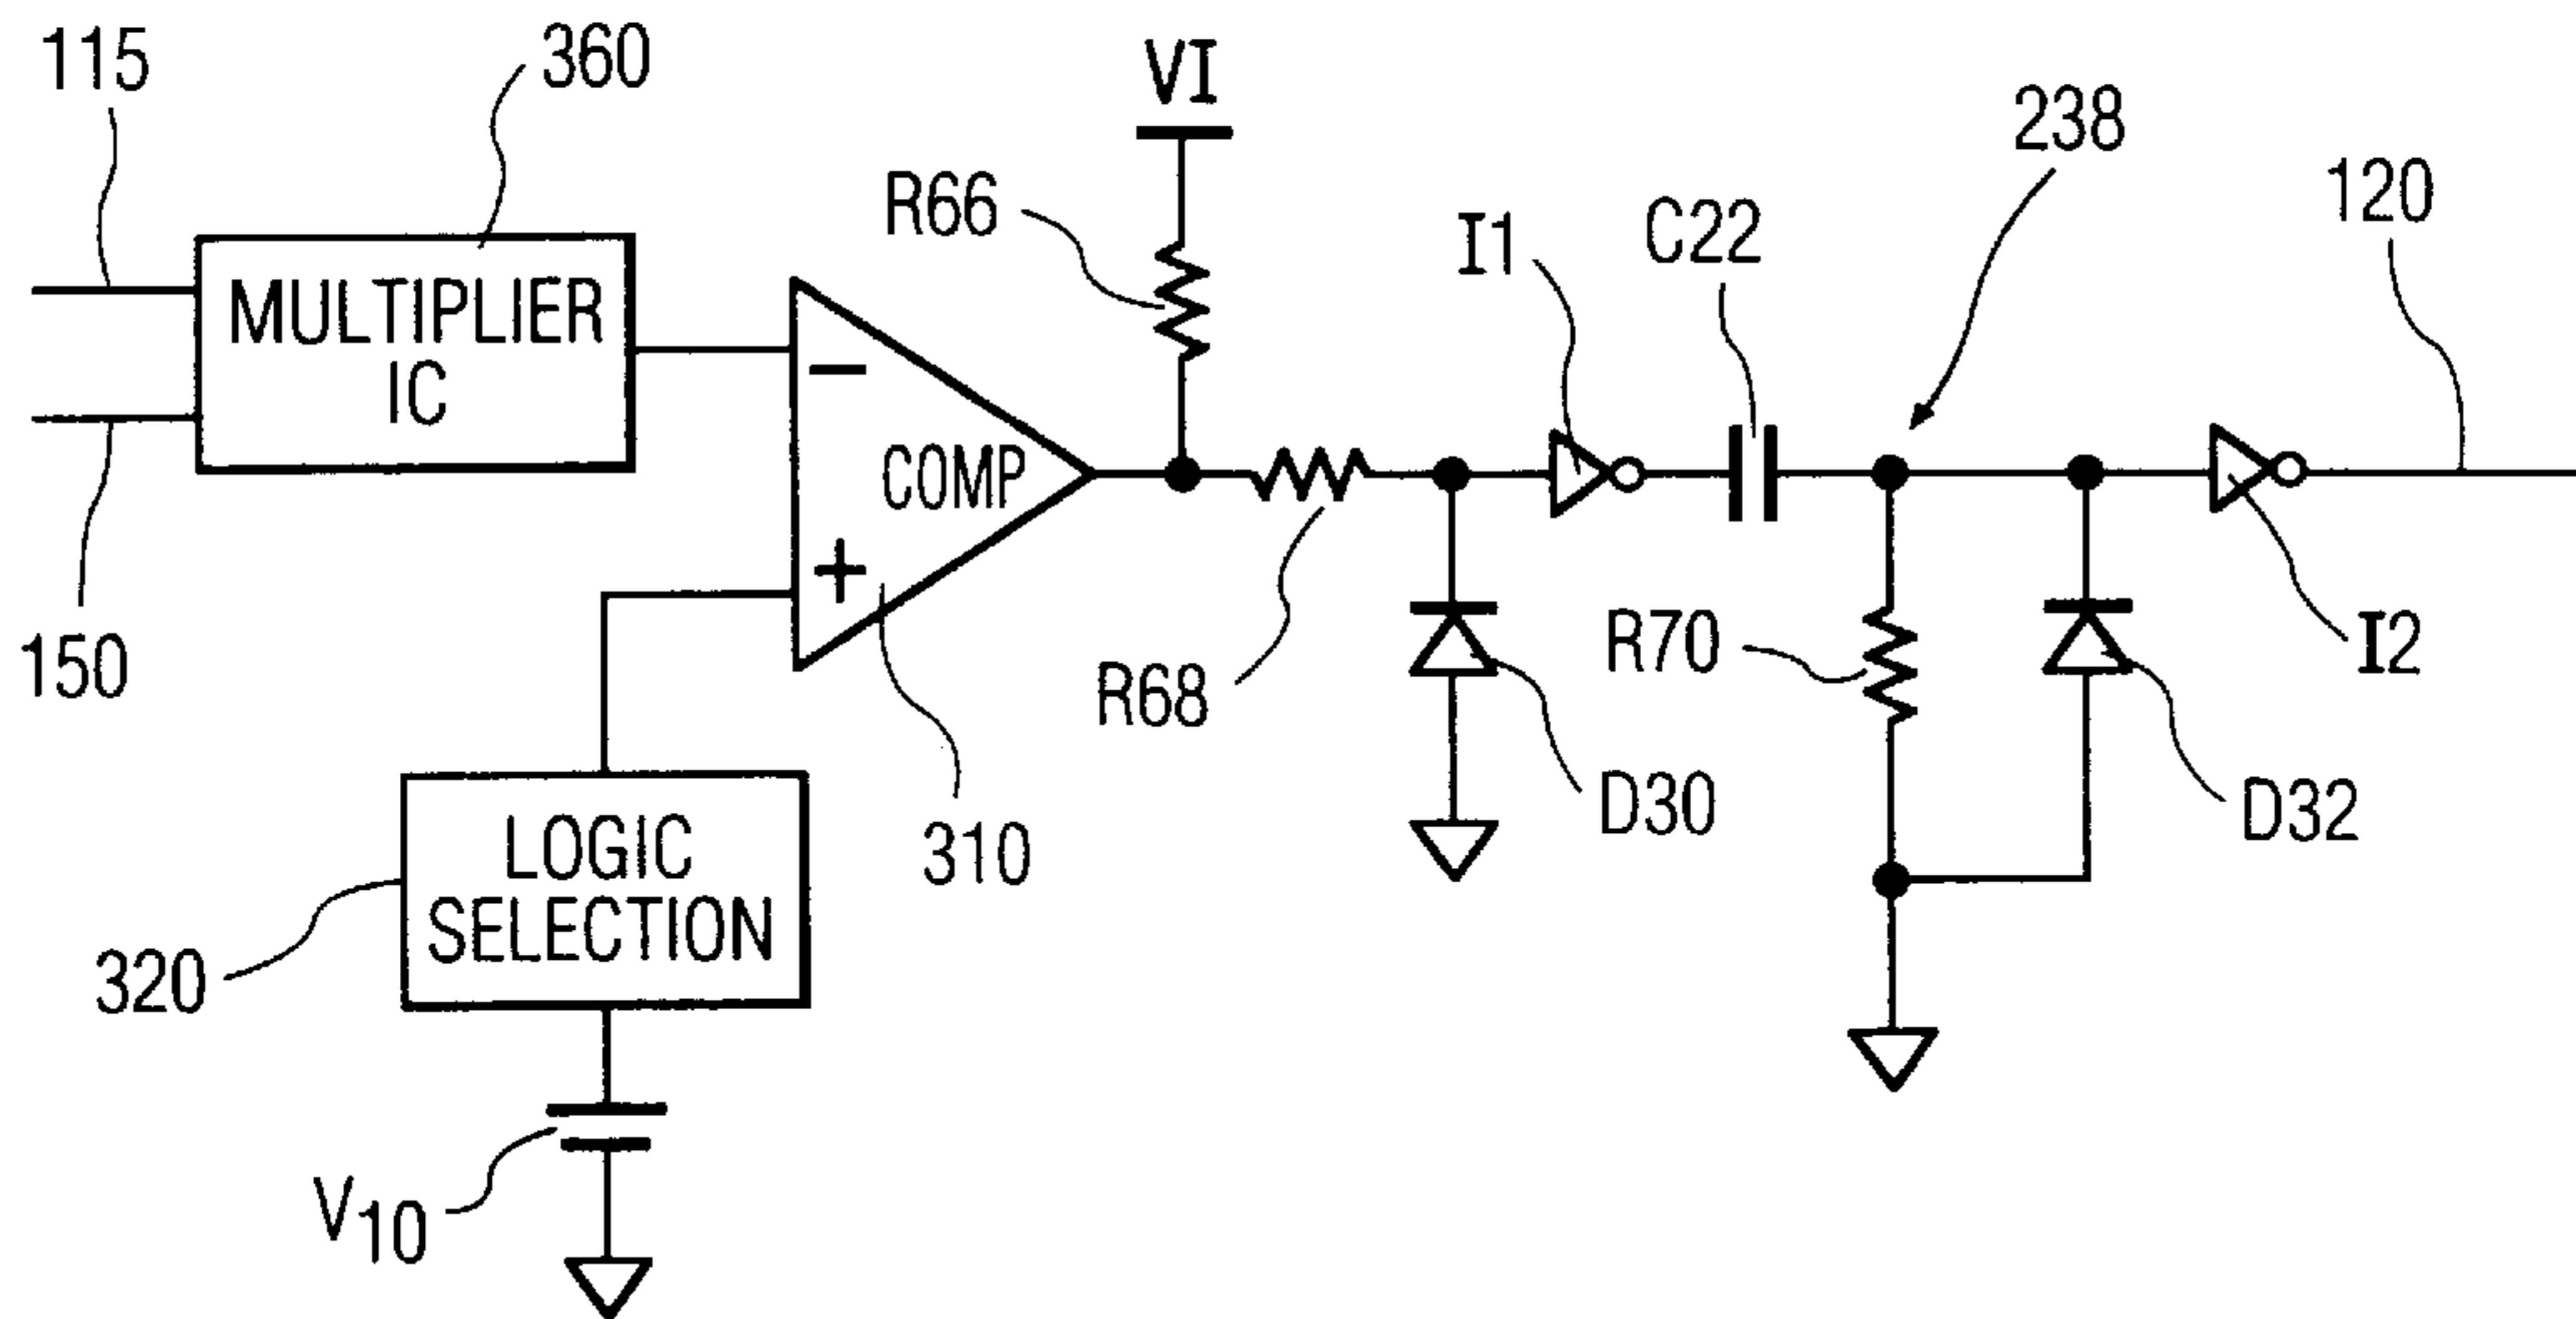 115
360
VI
238
120
R66
I1
C22
MULTIPLIER
IC
−
COMP
+
150
R68
R70
I2
D30
D32
310
LOGIC
SELECTION
320
V10